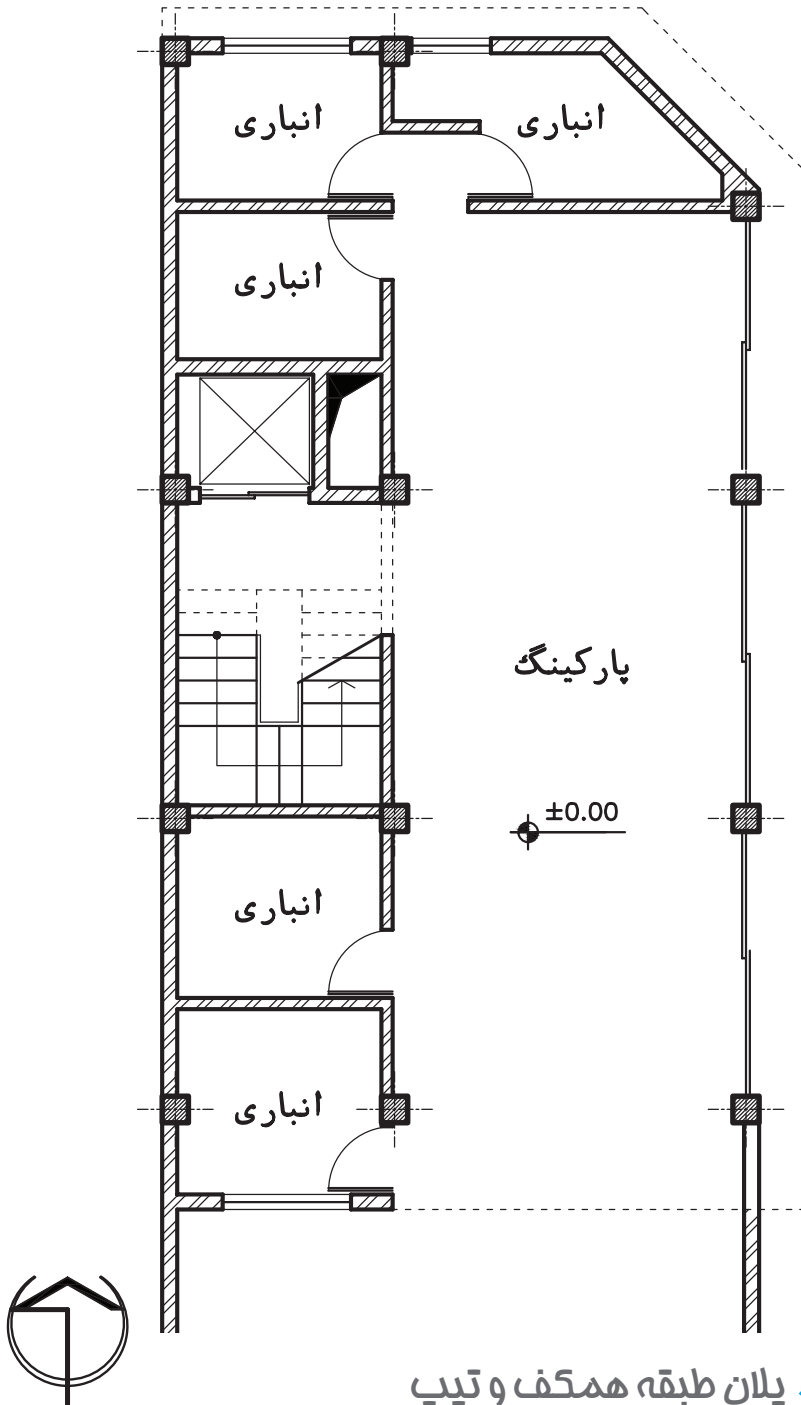 انباری
انباری
انباری
پارکینگ
±0.00
انباری
انباری
پلان طبقه همکف و تیپ